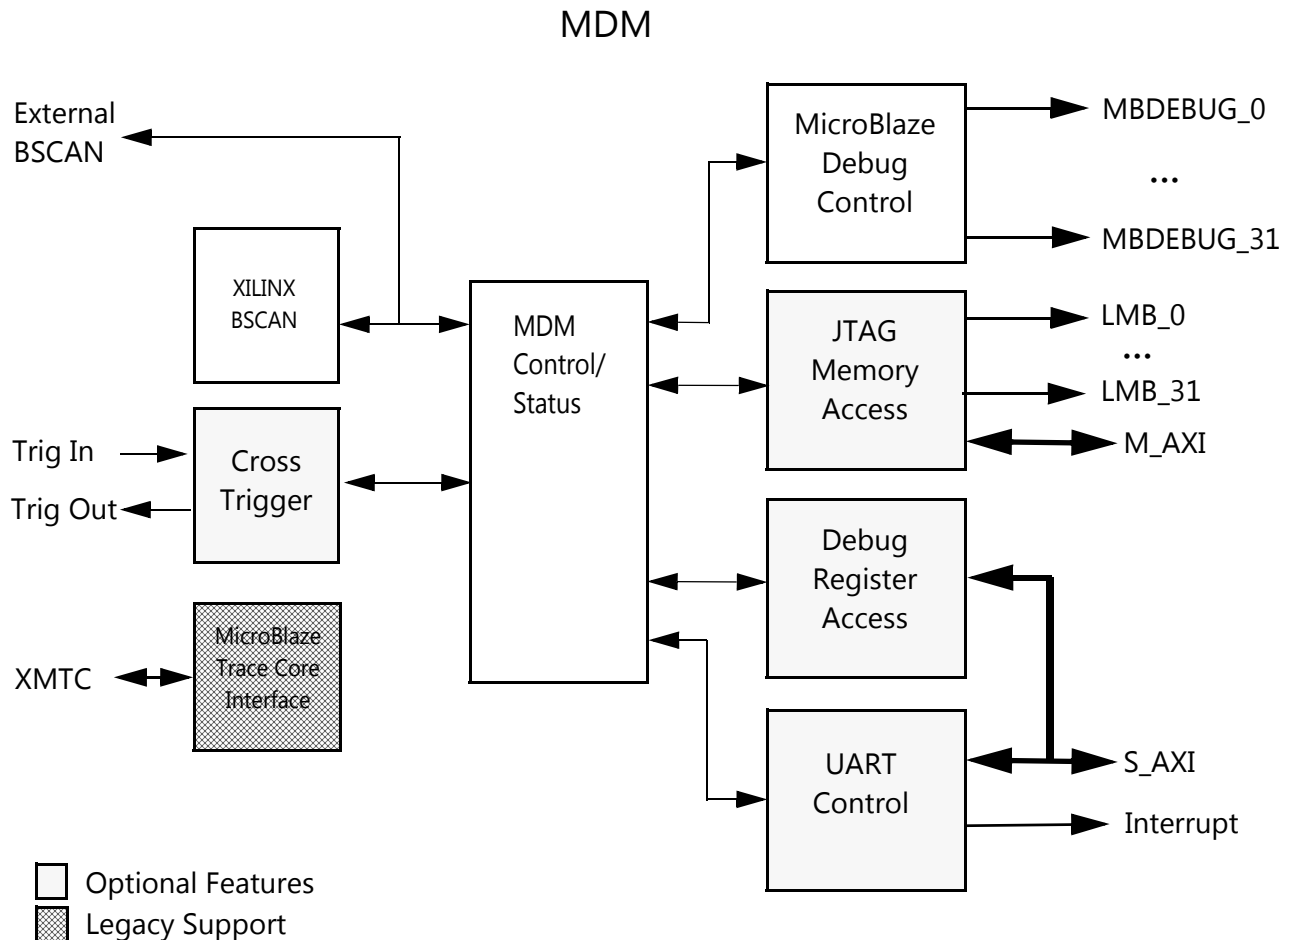 MDM
External
BSCAN
XILINX
BSCAN
Trig In
Trig Out
Cross
Trigger
XMTC
MicroBlaze
Trace Core
Interface
MDM
Control/
Status
MicroBlaze
Debug
Control
MBDEBUG_0
...
MBDEBUG_31
JTAG
Memory
Access
LMB_0
...
LMB_31
M_AXI
Debug
Register
Access
UART
Control
S_AXI
Interrupt
Optional Features
Legacy Support